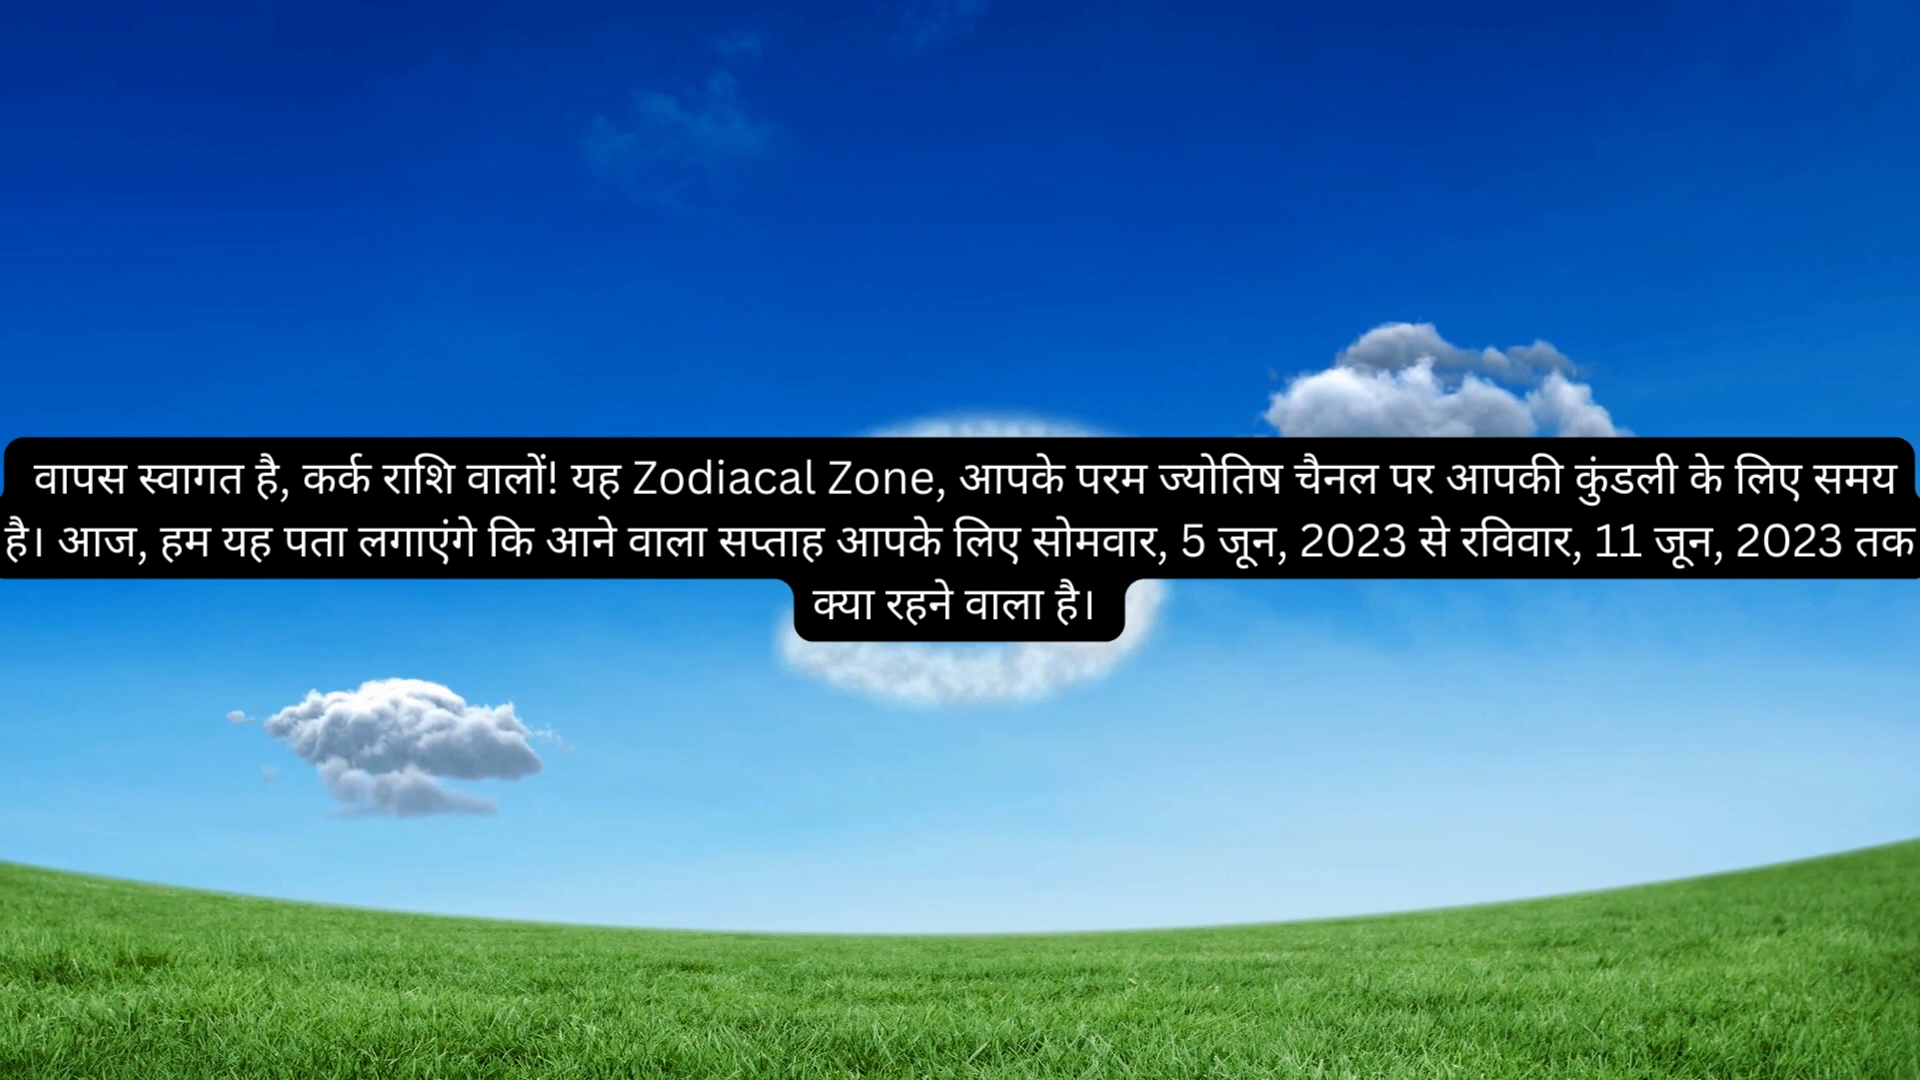 वापस स्वागत है, कर्क राशि वालों! यह Zodiacal Zone, आपके परम ज्योतिष चैनल पर आपकी कुंडली के लिए समय
है। आज, हम यह पता लगाएंगे कि आने वाला सप्ताह आपके लिए सोमवार, 5 जून, 2023 से रविवार, 11 जून, 2023 तक
क्या रहने वाला है।